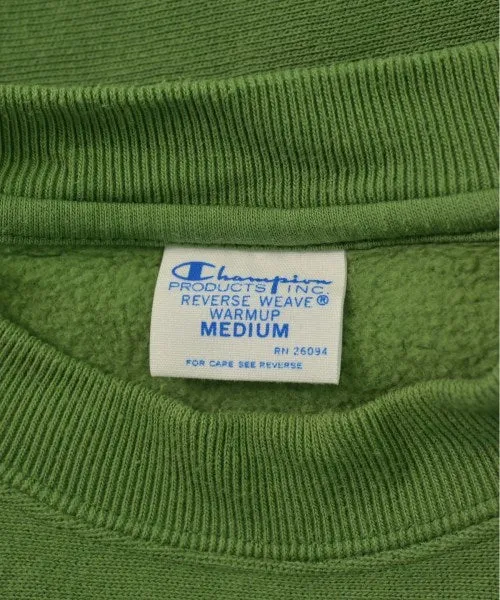 Champion
PRODUCTS INC.
REVERSE WEAVE®
WARMUP
MEDIUM
RN 26094
FOR CARE SEE REVERSE